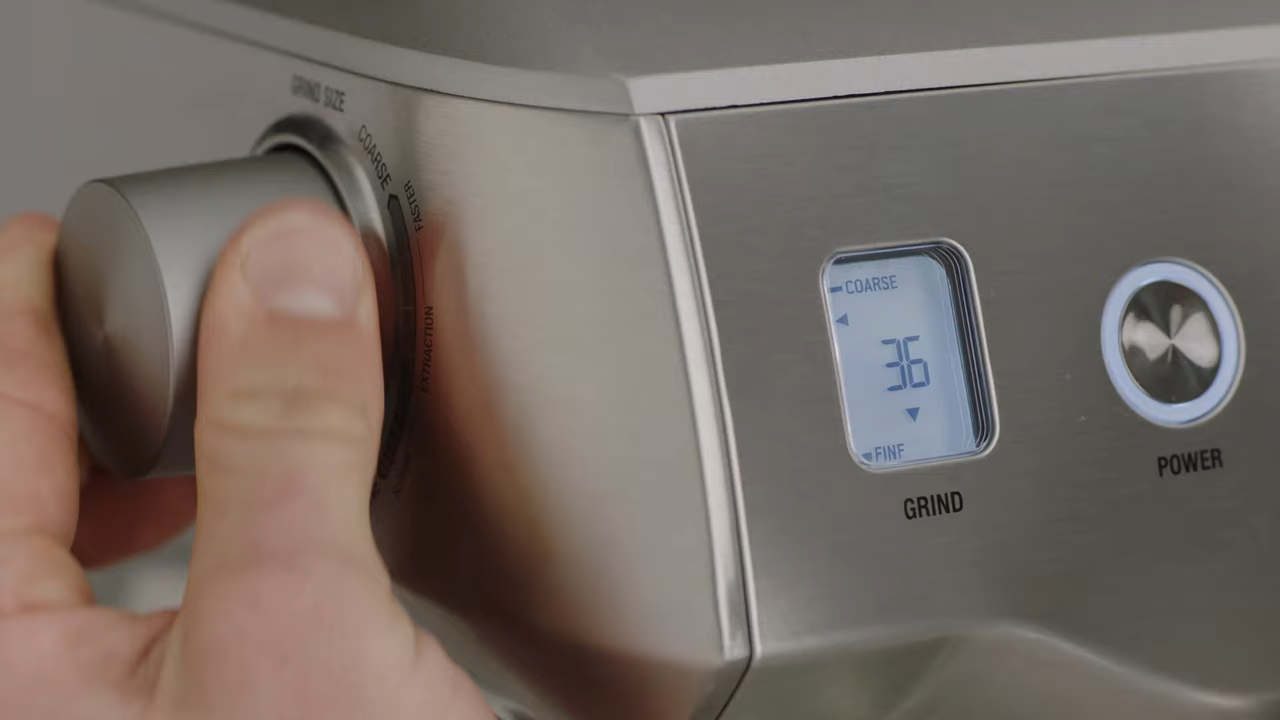 GRIND SIZE
COARSE
FASTER
EXTRACTION
COARSE
36
FINE
GRIND
POWER